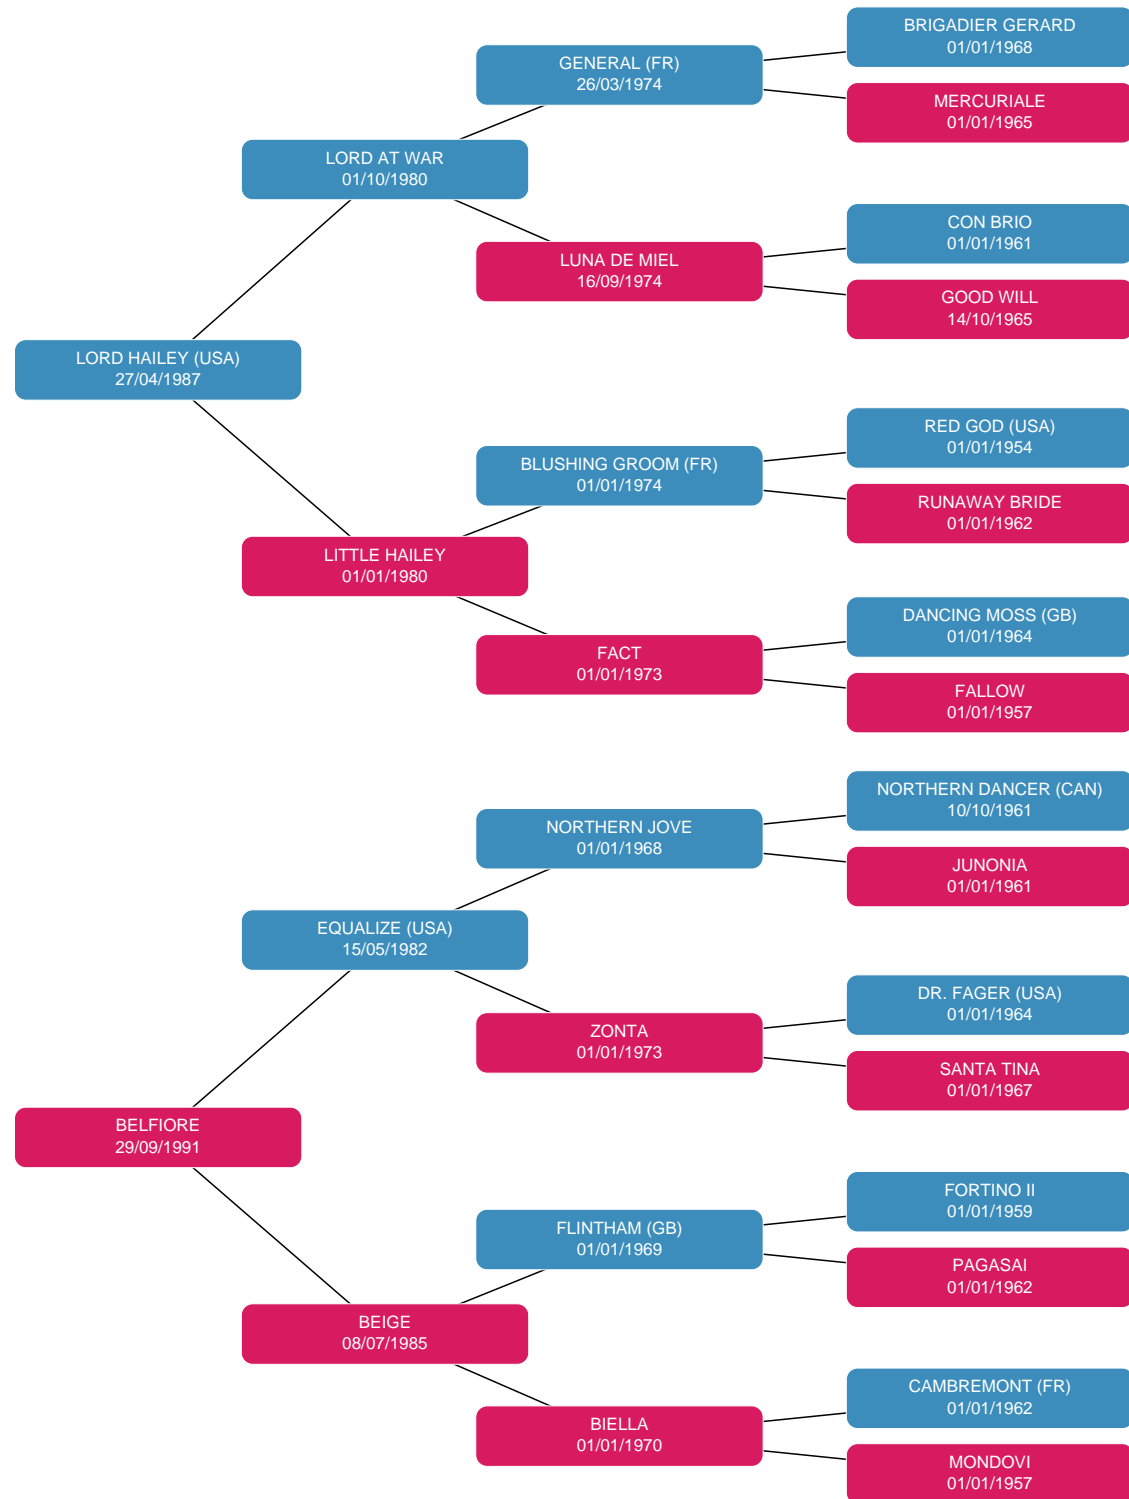 BRIGADIER GERARD
01/01/1968
GENERAL (FR)
26/03/1974
MERCURIALE
01/01/1965
LORD AT WAR
01/10/1980
CON BRIO
01/01/1961
LUNA DE MIEL
16/09/1974
GOOD WILL
14/10/1965
LORD HAILEY (USA)
27/04/1987
RED GOD (USA)
01/01/1954
BLUSHING GROOM (FR)
01/01/1974
RUNAWAY BRIDE
01/01/1962
LITTLE HAILEY
01/01/1980
DANCING MOSS (GB)
01/01/1964
FACT
01/01/1973
FALLOW
01/01/1957
NORTHERN DANCER (CAN)
10/10/1961
NORTHERN JOVE
01/01/1968
JUNONIA
01/01/1961
EQUALIZE (USA)
15/05/1982
DR. FAGER (USA)
01/01/1964
ZONTA
01/01/1973
SANTA TINA
01/01/1967
BELFIORE
29/09/1991
FORTINO II
01/01/1959
FLINTHAM (GB)
01/01/1969
PAGASAI
01/01/1962
BEIGE
08/07/1985
CAMBREMONT (FR)
01/01/1962
BIELLA
01/01/1970
MONDOVI
01/01/1957